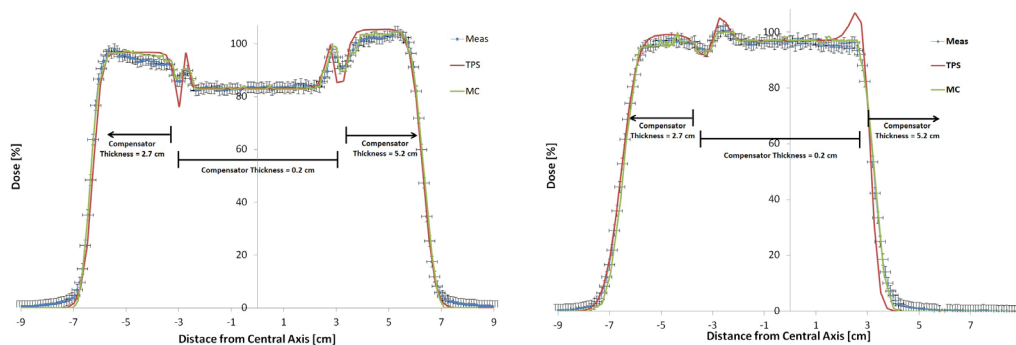 100
80
60
40
20
0
Dose [%]
Meas
TPS
MC
Compensator
Thickness = 2.7 cm
Compensator
Thickness = 5.2 cm
Compensator Thickness = 0.2 cm
-9 -7 -5 -3 -1 1 3 5 7 9
Distace from Central Axis [cm]
100
80
60
40
20
0
Dose [%]
Meas
TPS
MC
Compensator
Thickness = 2.7 cm
Compensator
Thickness = 5.2 cm
Compensator Thickness = 0.2 cm
-9 -7 -5 -3 -1 1 3 5 7
Distance from Central Axis [cm]